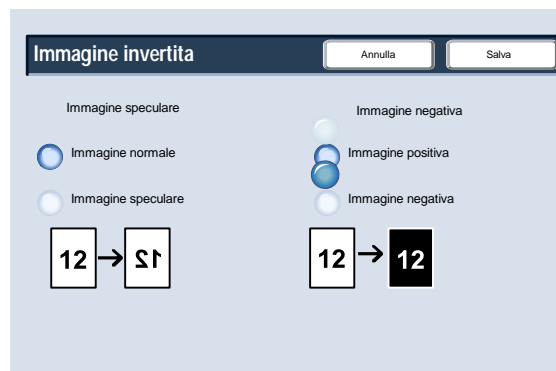 Immagine invertita
Annulla
Salva
Immagine speculare
Immagine normale
Immagine speculare
12
12
Immagine negativa
Immagine positiva
Immagine negativa
12
12